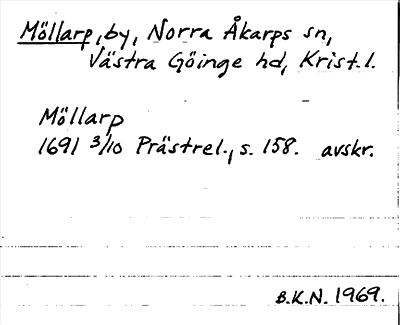 Möllarp, by, Norra Åkarps sn,
Västra Göinge hd, Krist. l.
Möllarp
1691 3/10 Prästrel., s. 158. avskr.
B.K.N. 1969.